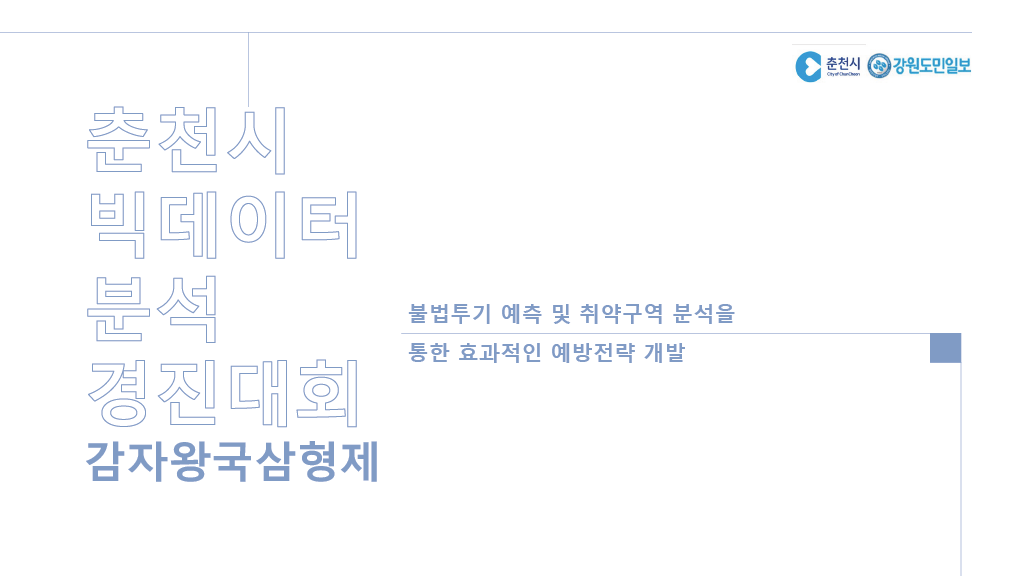 춘천시
City of ChunCheon
강원도민일보
춘천시
빅데이터
분석
경진대회
감자왕국삼형제
불법투기 예측 및 취약구역 분석을
통한 효과적인 예방전략 개발